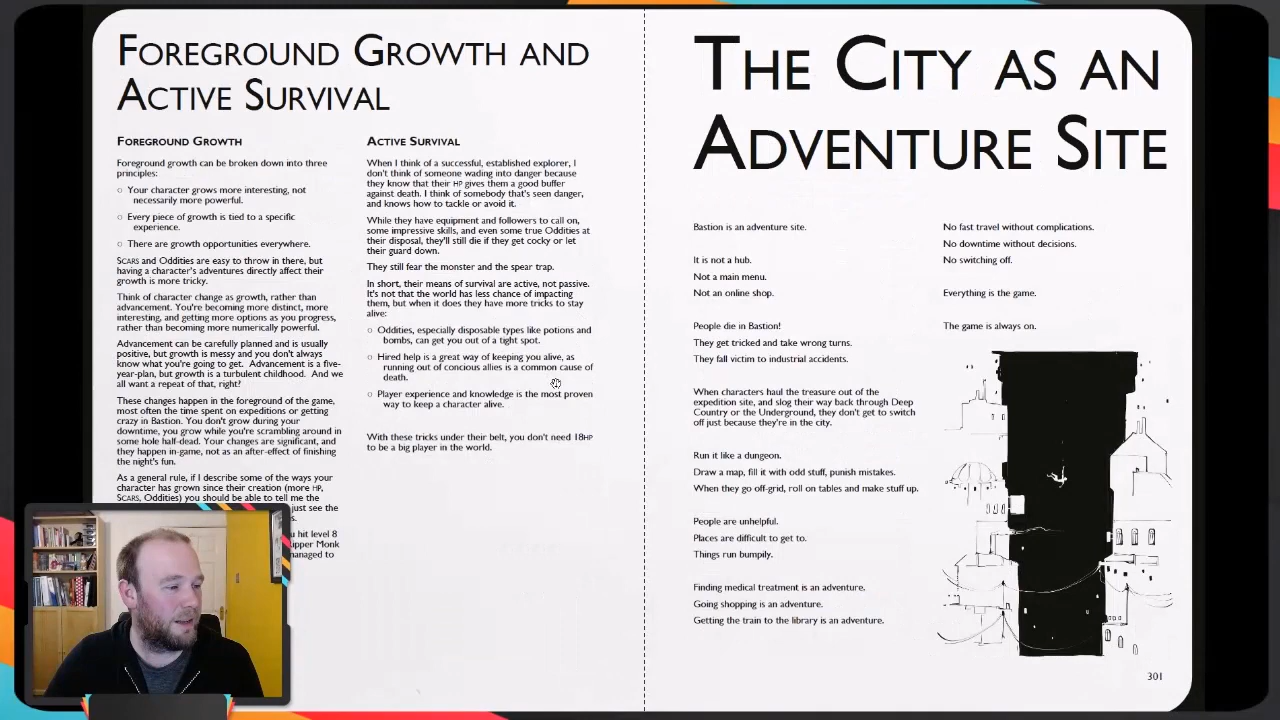 Foreground Growth and
Active Survival
Foreground Growth
Foreground growth can be broken down into three
principles:
○ Your character grows more interesting, not
necessarily more powerful.
○ Every piece of growth is tied to a specific
experience.
○ There are growth opportunities everywhere.
Scars and Oddities are easy to throw in there, but
having a character's adventures directly affect their
growth is more tricky.
Think of character change as growth, rather than
advancement. You're becoming more distinct, more
interesting, and getting more options as you progress,
rather than becoming more numerically powerful.
Advancement can be carefully planned and is usually
positive, but growth is messy and you don't always
know what you're going to get. Advancement is a five-
year-plan, but growth is a turbulent childhood. And we
all want a repeat of that, right?
These changes happen in the foreground of the game,
most often the time spent on expeditions or getting
crazy in Bastion. You don't grow during your
downtime, you grow while you're scrambling around in
some hole half-dead. Your changes are significant, and
they happen in-game, not as an after-effect of finishing
the night's fun.
As a general rule, if I describe some of the ways your
character has grown since their creation (more HP,
Scars, Oddities) you should be able to tell me the
just see the
s.
u hit level 8
ipper Monk
managed to
Active Survival
When I think of a successful, established explorer, I
don't think of someone wading into danger because
they know that their HP gives them a good buffer
against death. I think of somebody that's seen danger,
and knows how to tackle or avoid it.
While they have equipment and followers to call on,
some impressive skills, and even some true Oddities at
their disposal, they'll still die if they get cocky or let
their guard down.
They still fear the monster and the spear trap.
In short, their means of survival are active, not passive.
It's not that the world has less chance of impacting
them, but when it does they have more tricks to stay
alive:
○ Oddities, especially disposable types like potions and
bombs, can get you out of a tight spot.
○ Hired help is a great way of keeping you alive, as
running out of concious allies is a common cause of
death.
○ Player experience and knowledge is the most proven
way to keep a character alive.
With these tricks under their belt, you don't need 18HP
to be a big player in the world.
The City as an
Adventure Site
Bastion is an adventure site.
It is not a hub.
Not a main menu.
Not an online shop.
People die in Bastion!
They get tricked and take wrong turns.
They fall victim to industrial accidents.
When characters haul the treasure out of the
expedition site, and slog their way back through Deep
Country or the Underground, they don't get to switch
off just because they're in the city.
Run it like a dungeon.
Draw a map, fill it with odd stuff, punish mistakes.
When they go off-grid, roll on tables and make stuff up.
People are unhelpful.
Places are difficult to get to.
Things run bumpily.
Finding medical treatment is an adventure.
Going shopping is an adventure.
Getting the train to the library is an adventure.
No fast travel without complications.
No downtime without decisions.
No switching off.
Everything is the game.
The game is always on.
301